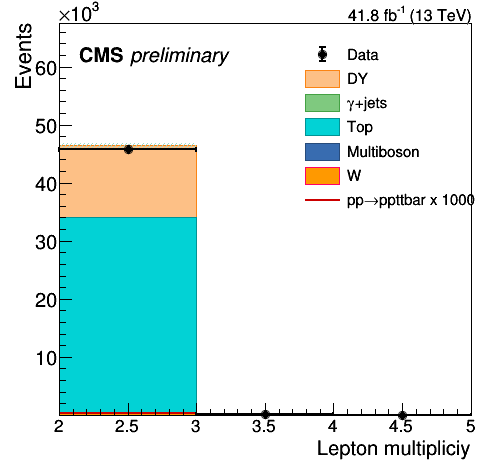 ×10³
41.8 fb⁻¹ (13 TeV)
Events
CMS preliminary
Data
DY
γ+jets
Top
Multiboson
W
pp→ppttbar x 1000
60
50
40
30
20
10
2 2.5 3 3.5 4 4.5 5
Lepton multipliciy